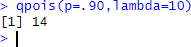 > qpois(p=.90,lambda=10)
[1] 14
>